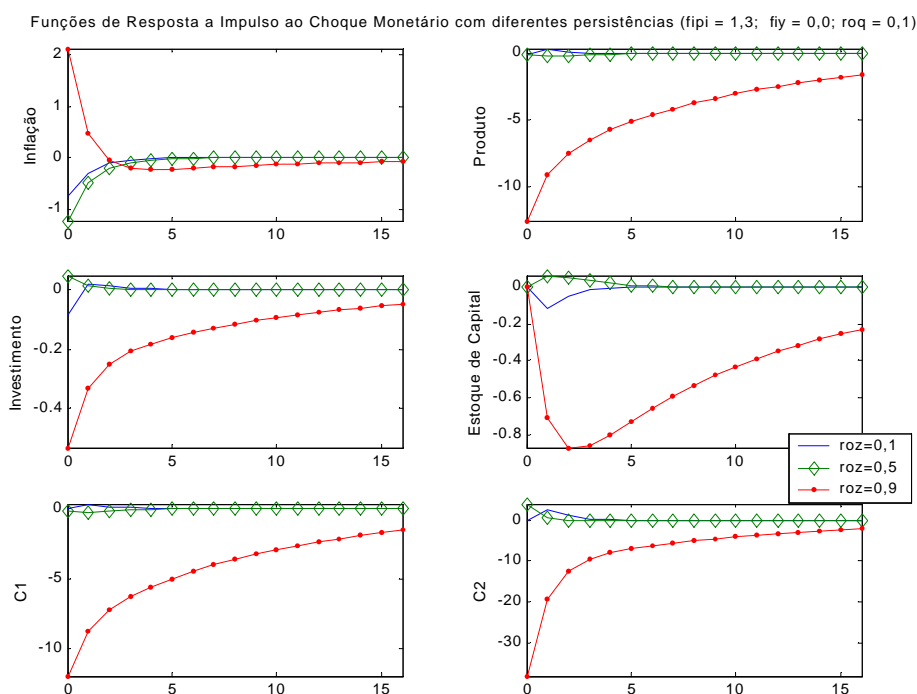 Funções de Resposta a Impulso ao Choque Monetário com diferentes persistências (fipi = 1,3; fiy = 0,0; roq = 0,1)
2
1
0
-1
Inflação
0 5 10 15
0
-5
-10
Produto
0 5 10 15
0
-0.2
-0.4
Investimento
0 5 10 15
0
-0.2
-0.4
-0.6
-0.8
Estoque de Capital
0 5 10 15
roz=0,1
roz=0,5
roz=0,9
0
-5
-10
C1
0 5 10 15
0
-10
-20
-30
C2
0 5 10 15